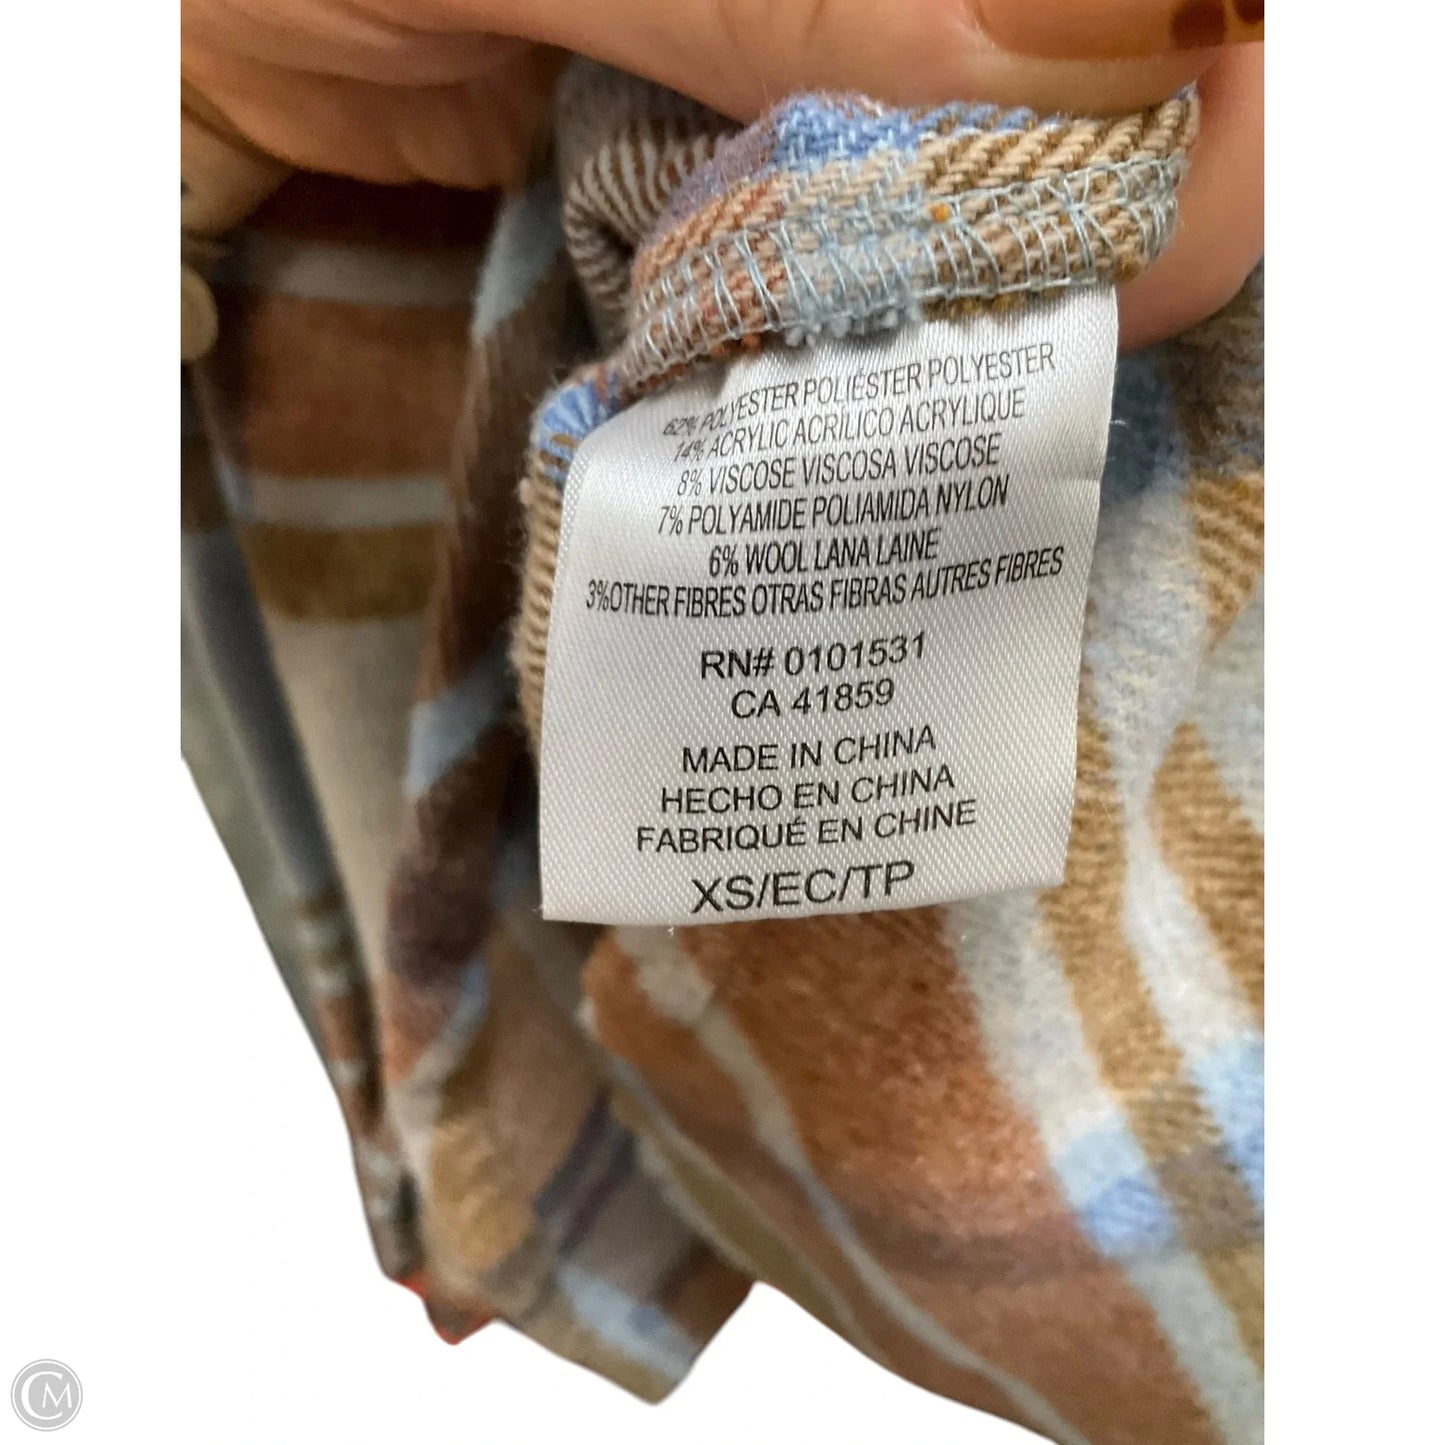 62% POLYESTER POLIÉSTER POLYESTER
14% ACRYLIC ACRILICO ACRYLIQUE
8% VISCOSE VISCOSA VISCOSE
7% POLYAMIDE POLIAMIDA NYLON
6% WOOL LANA LAINE
3%OTHER FIBRES OTRAS FIBRAS AUTRES FIBRES
RN# 0101531
CA 41859
MADE IN CHINA
HECHO EN CHINA
FABRIQUÉ EN CHINE
XS/EC/TP
CM